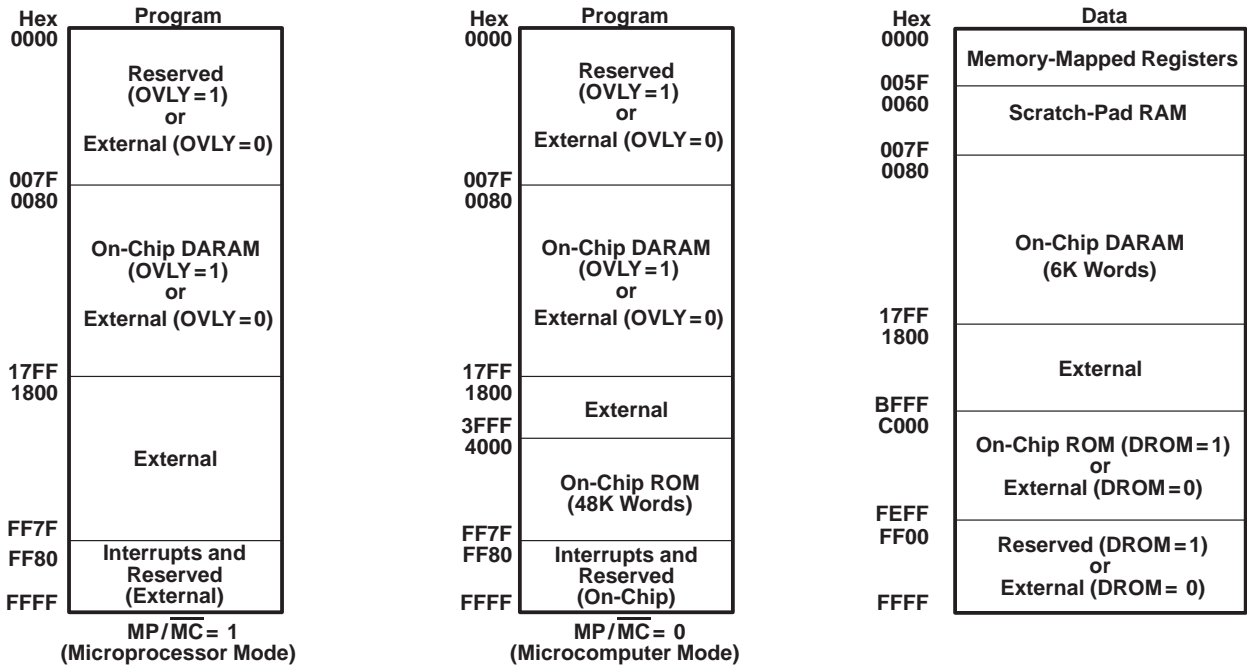 Hex Program
0000
Reserved
(OVLY = 1)
or
External (OVLY = 0)
007F
0080
On-Chip DARAM
(OVLY = 1)
or
External (OVLY = 0)
17FF
1800
External
FF7F
FF80
Interrupts and
Reserved
(External)
FFFF
MP/MC = 1
(Microprocessor Mode)
Hex Program
0000
Reserved
(OVLY = 1)
or
External (OVLY = 0)
007F
0080
On-Chip DARAM
(OVLY = 1)
or
External (OVLY = 0)
17FF
1800
External
3FFF
4000
On-Chip ROM
(48K Words)
FF7F
FF80
Interrupts and
Reserved
(On-Chip)
FFFF
MP/MC = 0
(Microcomputer Mode)
Hex Data
0000
Memory-Mapped Registers
005F
0060
Scratch-Pad RAM
007F
0080
On-Chip DARAM
(6K Words)
17FF
1800
External
BFFF
C000
On-Chip ROM (DROM = 1)
or
External (DROM = 0)
FEFF
FF00
Reserved (DROM = 1)
or
External (DROM = 0)
FFFF